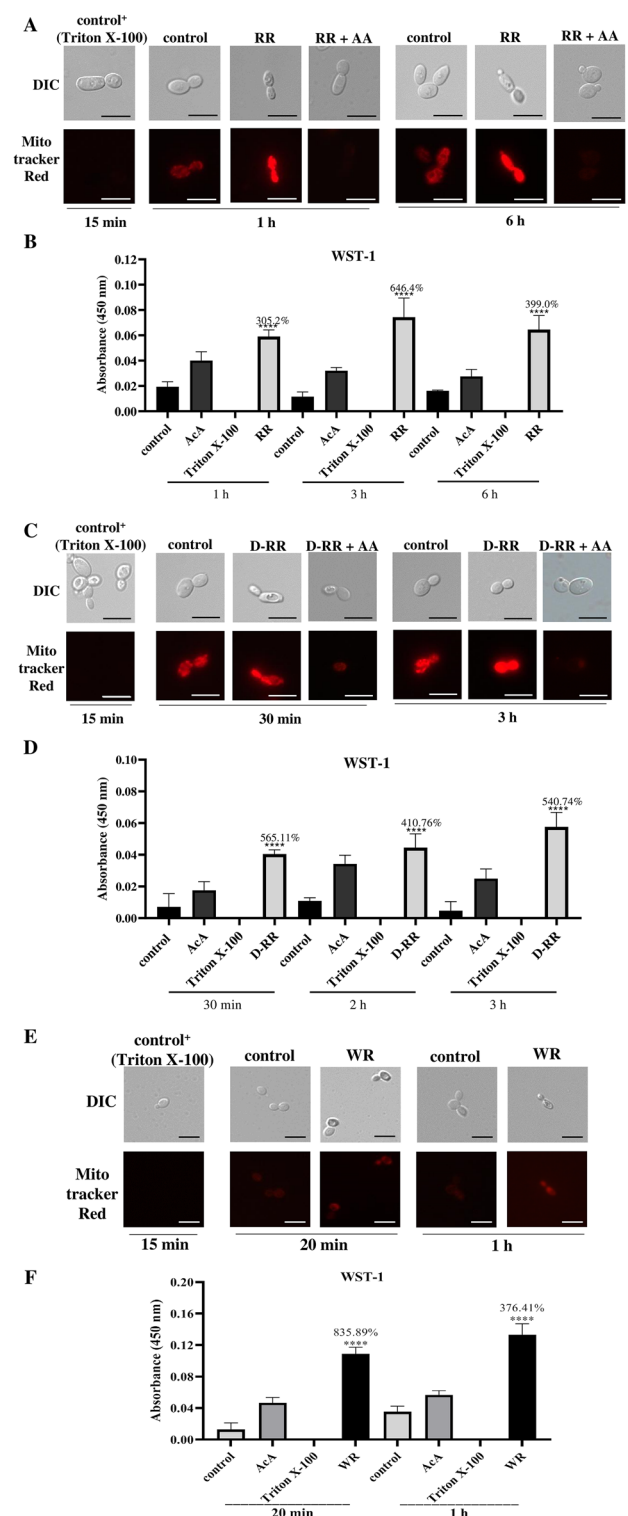 A
control+
(Triton X-100)
control
RR
RR + AA
control
RR
RR + AA
DIC
Mito
tracker
Red
15 min
1 h
6 h
B
WST-1
Absorbance (450 nm)
0.12
0.10
0.08
0.06
0.04
0.02
0.00
305.2%
****
646.4%
****
399.0%
****
control
AcA
Triton X-100
RR
control
AcA
Triton X-100
RR
control
AcA
Triton X-100
RR
1 h
3 h
6 h
C
control+
(Triton X-100)
control
D-RR
D-RR + AA
control
D-RR
D-RR + AA
DIC
Mito
tracker
Red
15 min
30 min
3 h
D
WST-1
Absorbance (450 nm)
0.10
0.08
0.06
0.04
0.02
0.00
565.11%
****
410.76%
****
540.74%
****
control
AcA
Triton X-100
D-RR
control
AcA
Triton X-100
D-RR
control
AcA
Triton X-100
D-RR
30 min
2 h
3 h
E
control+
(Triton X-100)
control
WR
control
WR
DIC
Mito
tracker
Red
15 min
20 min
1 h
F
WST-1
Absorbance (450 nm)
0.20
0.16
0.12
0.08
0.04
0.00
835.89%
****
376.41%
****
control
AcA
Triton X-100
WR
control
AcA
Triton X-100
WR
20 min
1 h